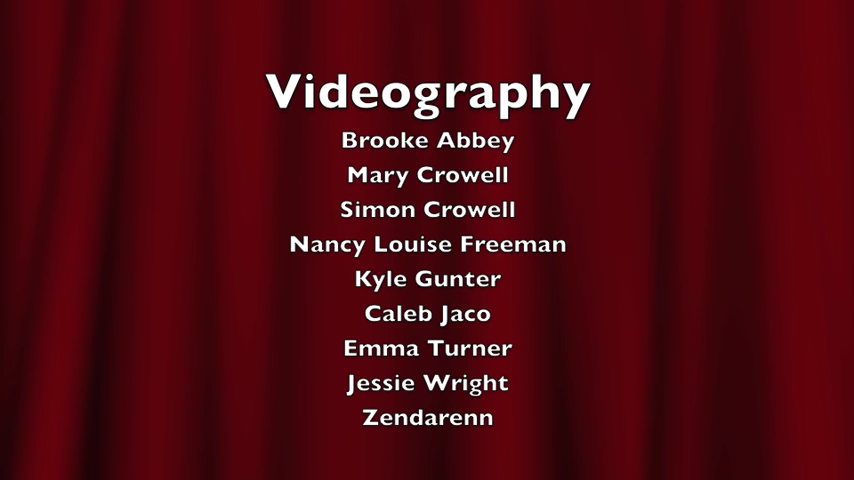 Videography
Brooke Abbey
Mary Crowell
Simon Crowell
Nancy Louise Freeman
Kyle Gunter
Caleb Jaco
Emma Turner
Jessie Wright
Zendarenn